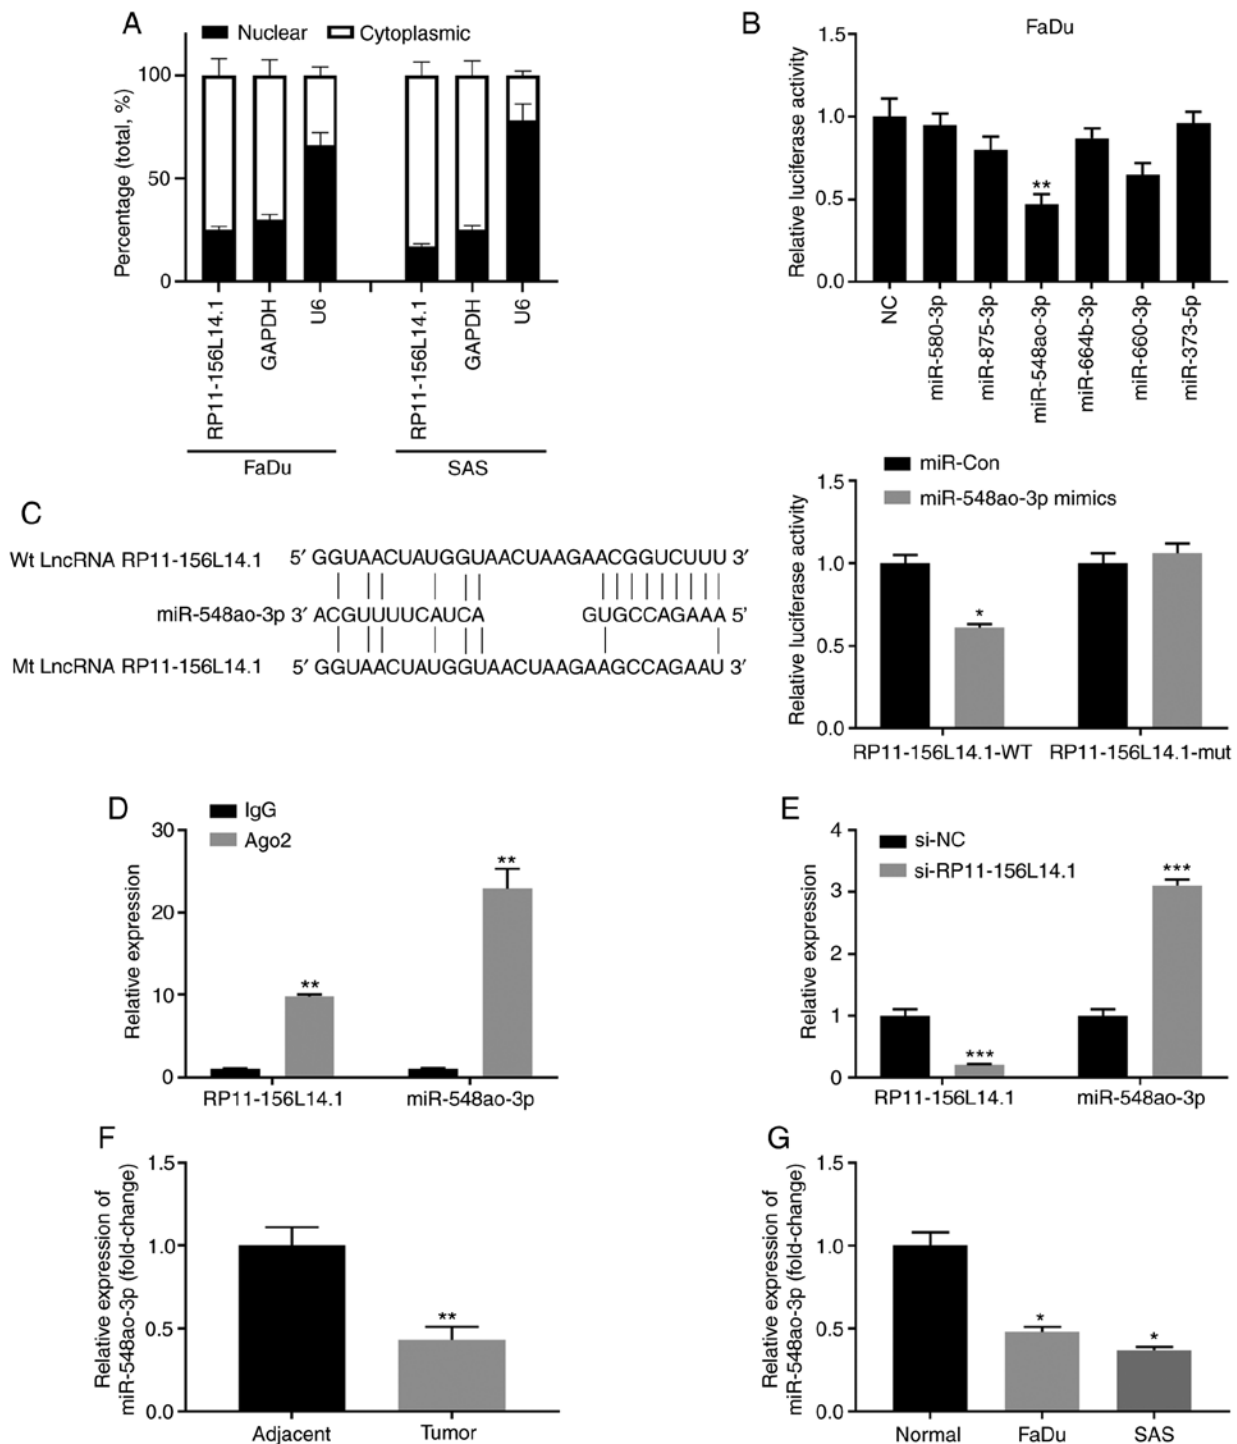 A
Nuclear
Cytoplasmic
Percentage (total, %)
100
50
0
RP11-156L14.1
GAPDH
U6
RP11-156L14.1
GAPDH
U6
FaDu
SAS
B
FaDu
Relative luciferase activity
1.5
1.0
0.5
0.0
**
NC
miR-580-3p
miR-875-3p
miR-548ao-3p
miR-664b-3p
miR-660-3p
miR-373-5p
C
Wt LncRNA RP11-156L14.1 5′ GGUAACUAUGGUAACUAAGAACGGUCUUU 3′
miR-548ao-3p 3′ ACGUUUUCAUCA GUGCCAGAAA 5′
Mt LncRNA RP11-156L14.1 5′ GGUAACUAUGGUAACUAAGAAGCCAGAAU 3′
miR-Con
miR-548ao-3p mimics
Relative luciferase activity
1.5
1.0
0.5
0.0
*
RP11-156L14.1-WT
RP11-156L14.1-mut
D
IgG
Ago2
Relative expression
30
20
10
0
**
**
RP11-156L14.1
miR-548ao-3p
E
si-NC
si-RP11-156L14.1
Relative expression
4
3
2
1
0
***
***
RP11-156L14.1
miR-548ao-3p
F
Relative expression of
miR-548ao-3p (fold-change)
1.5
1.0
0.5
0.0
**
Adjacent
Tumor
G
Relative expression of
miR-548ao-3p (fold-change)
1.5
1.0
0.5
0.0
*
*
Normal
FaDu
SAS